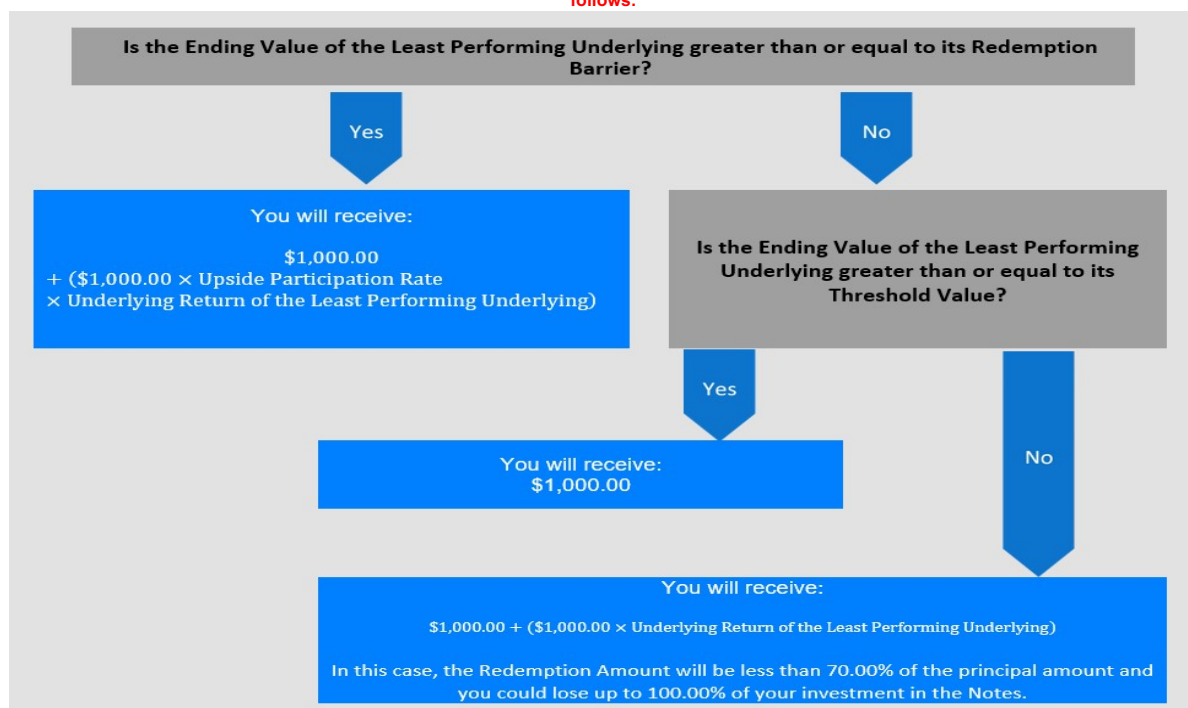 follows:
Is the Ending Value of the Least Performing Underlying greater than or equal to its Redemption
Barrier?
Yes
No
You will receive:
$1,000.00
+ ($1,000.00 × Upside Participation Rate
× Underlying Return of the Least Performing Underlying)
Is the Ending Value of the Least Performing
Underlying greater than or equal to its
Threshold Value?
Yes
No
You will receive:
$1,000.00
You will receive:
$1,000.00 + ($1,000.00 × Underlying Return of the Least Performing Underlying)
In this case, the Redemption Amount will be less than 70.00% of the principal amount and
you could lose up to 100.00% of your investment in the Notes.